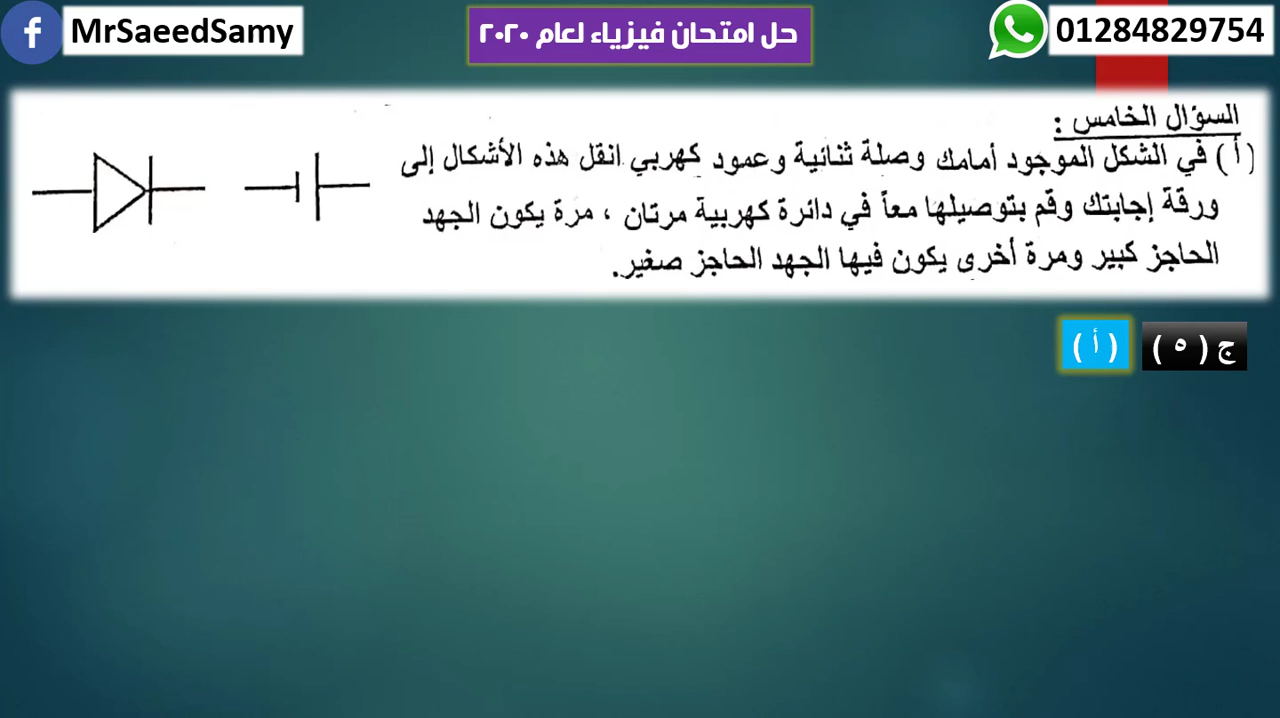 MrSaeedSamy
حل امتحان فيزياء لعام ٢٠٢٠
01284829754
السؤال الخامس :
(أ) في الشكل الموجود أمامك وصلة ثنائية وعمود كهربي انقل هذه الأشكال إلى
ورقة إجابتك وقم بتوصيلها معاً في دائرة كهربية مرتان ، مرة يكون الجهد
الحاجز كبير ومرة أخرى يكون فيها الجهد الحاجز صغير.
ج (٥) (أ)